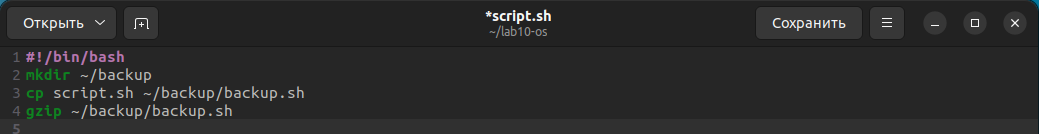 Открыть
*script.sh
~/lab10-os
Сохранить
1 #!/bin/bash
2 mkdir ~/backup
3 cp script.sh ~/backup/backup.sh
4 gzip ~/backup/backup.sh
5